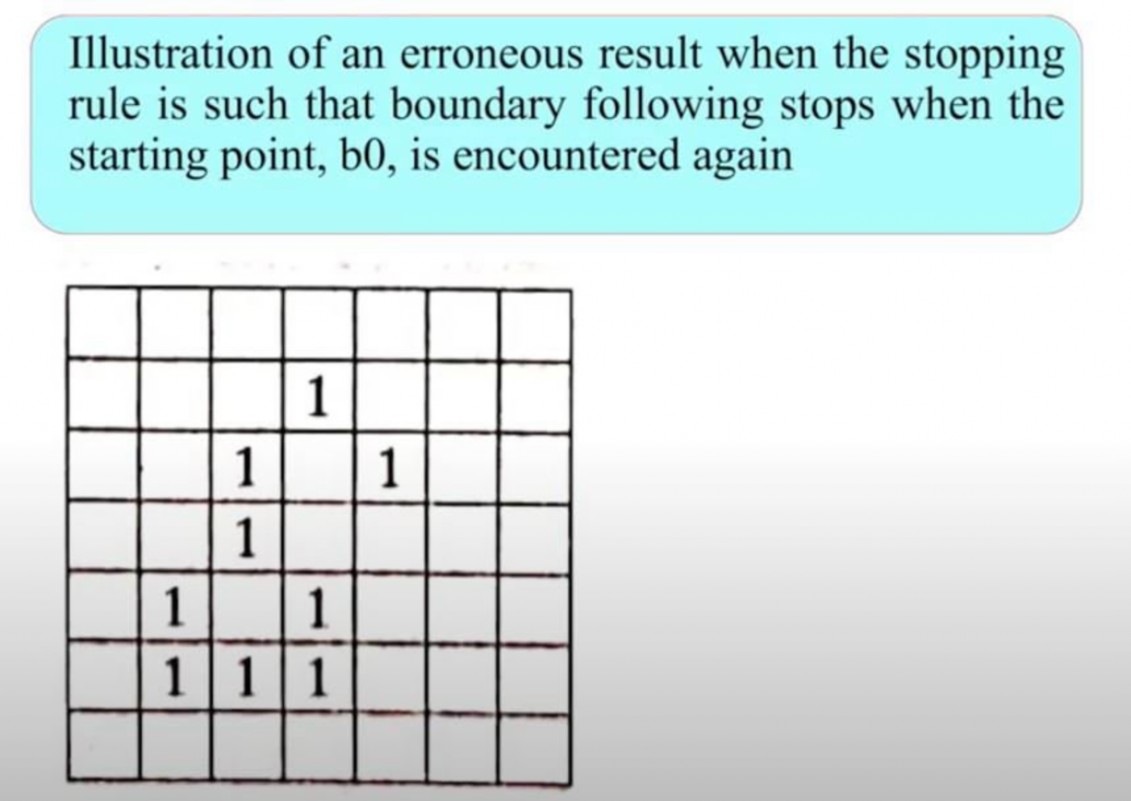 Illustration of an erroneous result when the stopping
rule is such that boundary following stops when the
starting point, b0, is encountered again
1
1 1
1
1 1
1 1 1